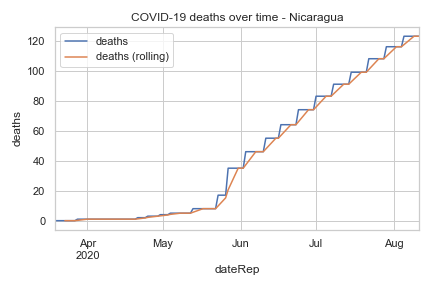 COVID-19 deaths over time - Nicaragua
deaths
deaths (rolling)
deaths
120
100
80
60
40
20
0
Apr
2020
May
Jun
Jul
Aug
dateRep